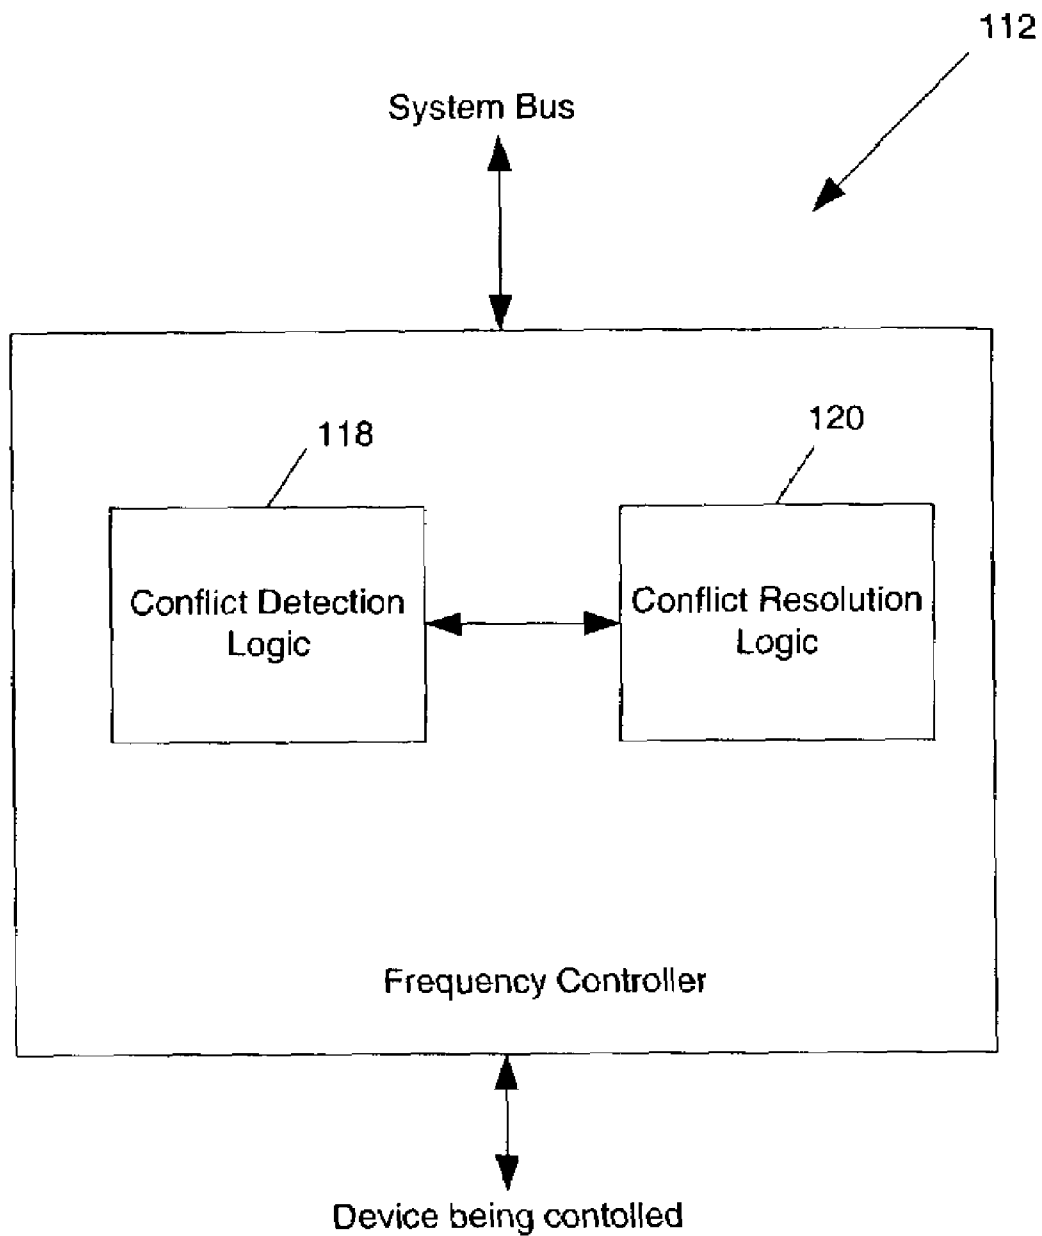 112
System Bus
118
120
Conflict Detection
Logic
Conflict Resolution
Logic
Frequency Controller
Device being contolled